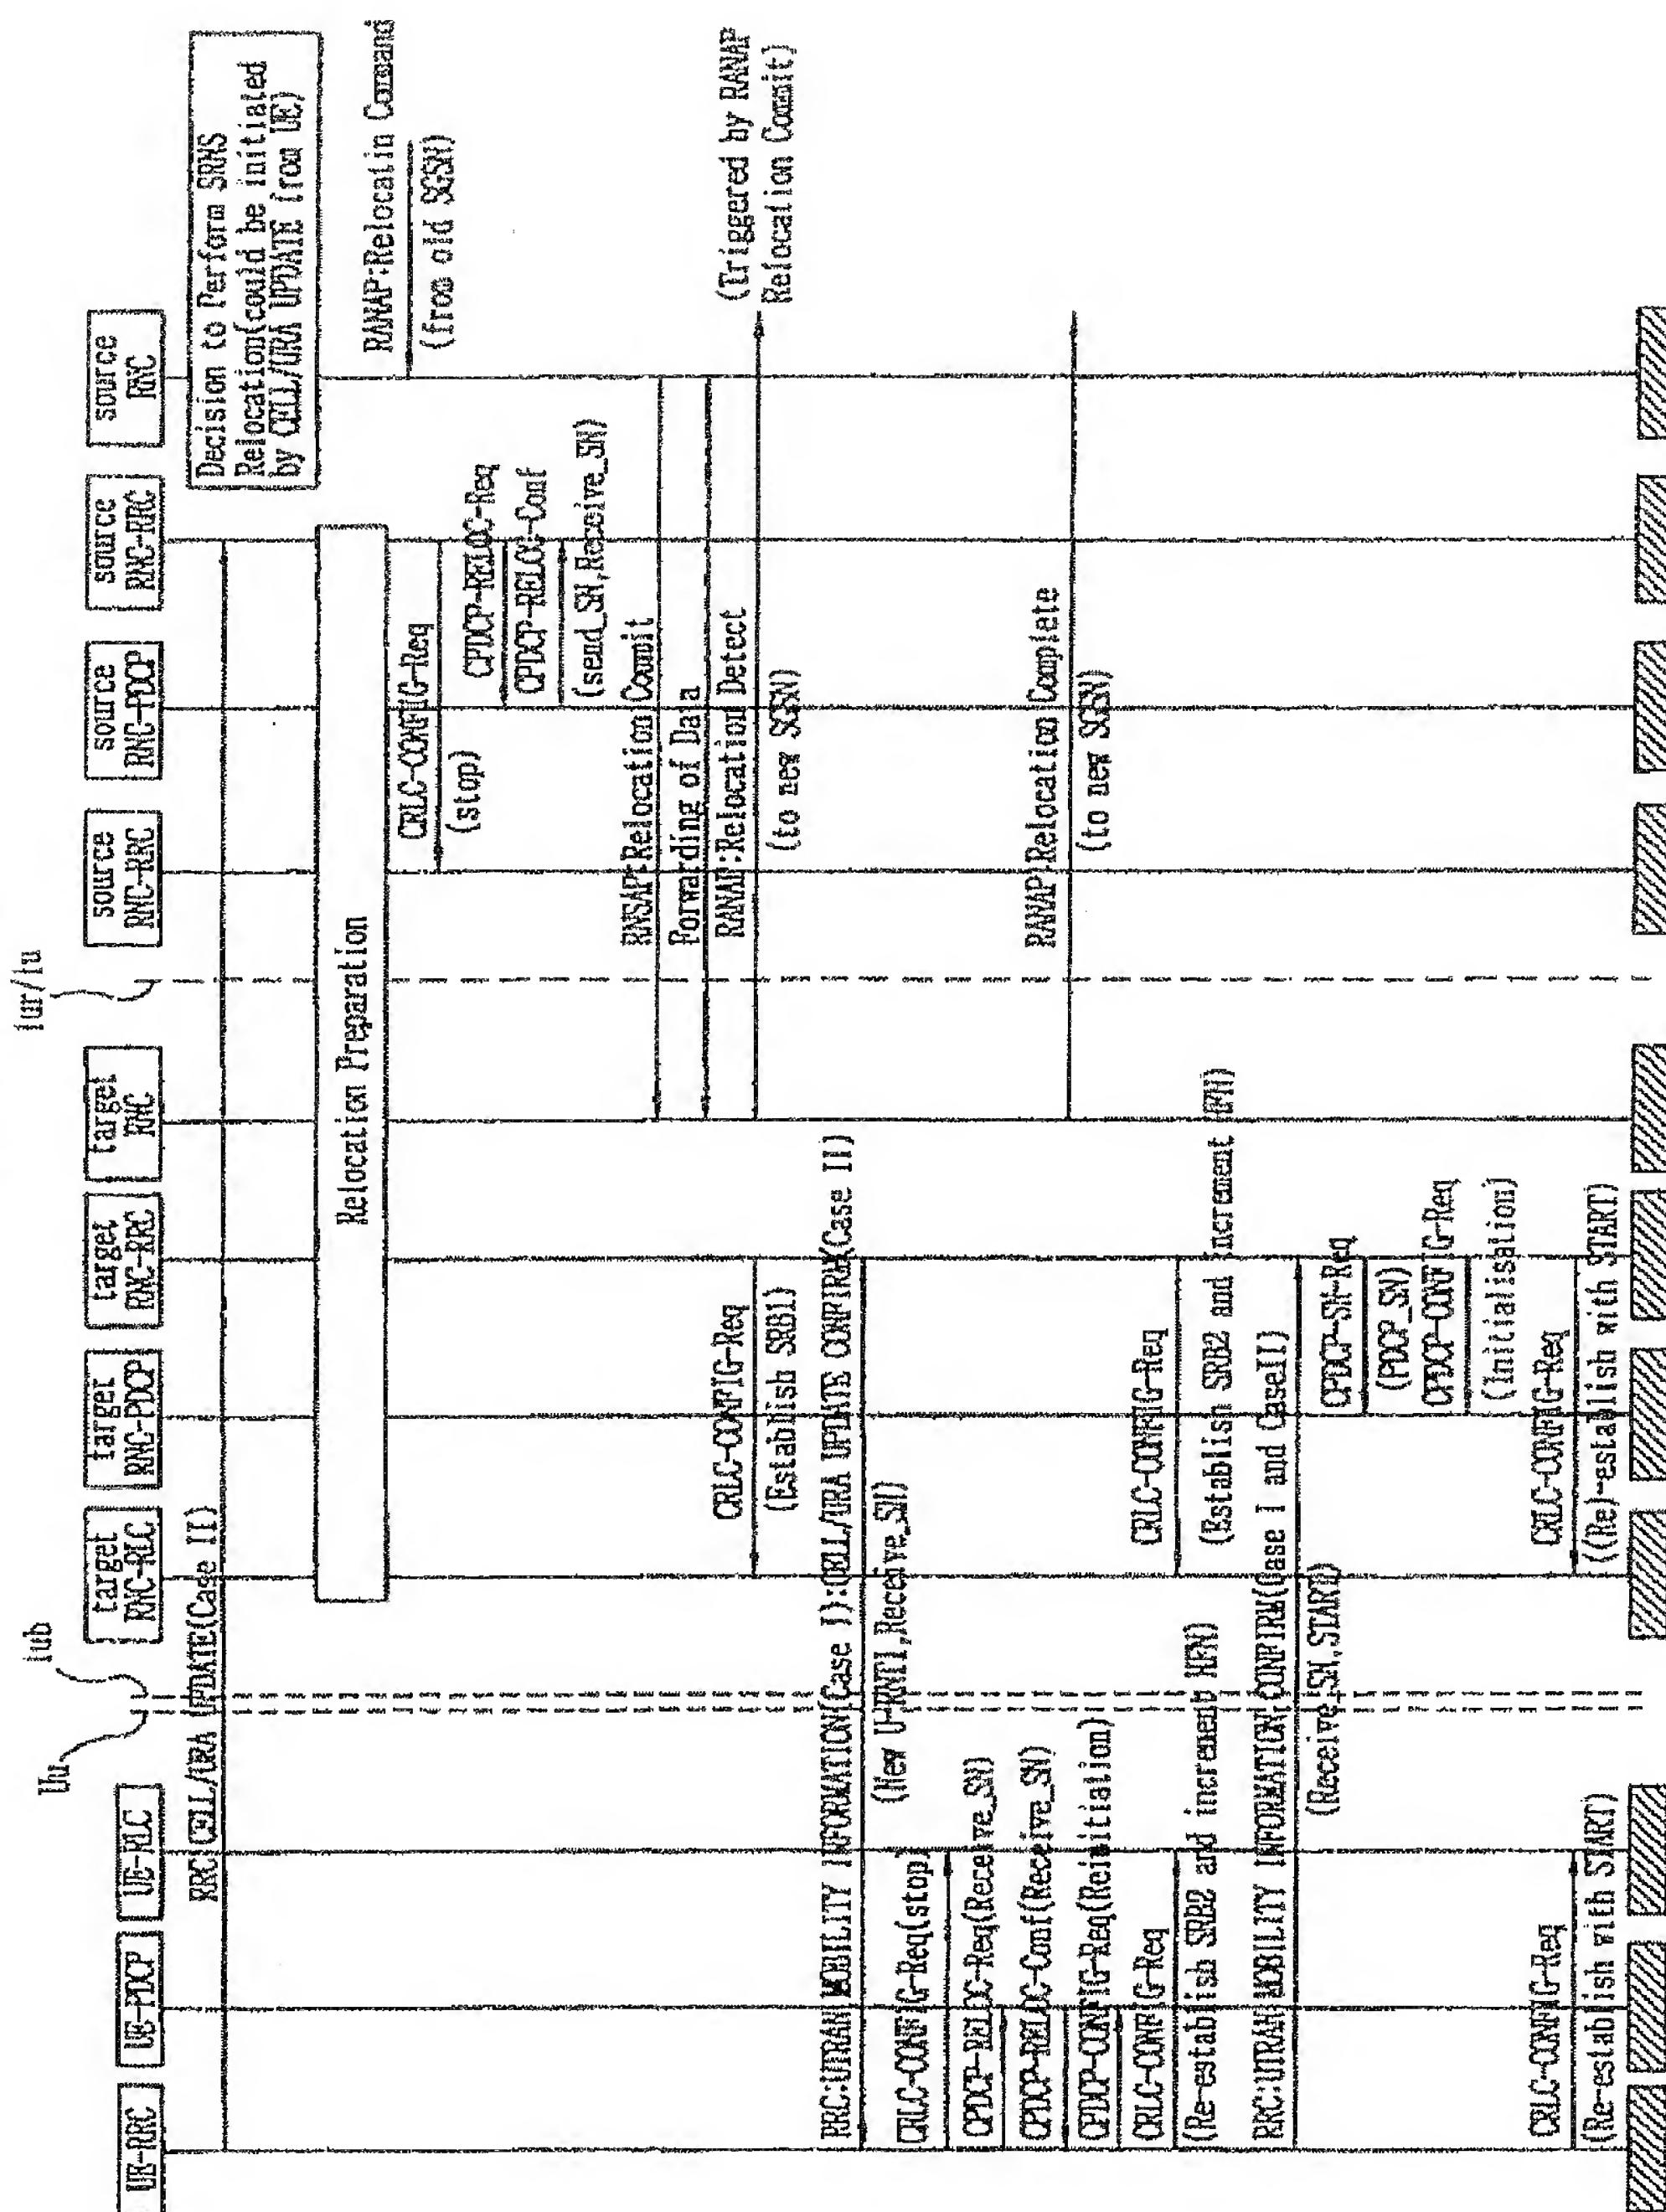 Uu
Iub
Iur/Iu
UE-RRC
UE-PDCP
UE-RLC
target
RNC-RLC
target
RNC-PDCP
target
RNC-RRC
target
RNC
source
RNC-RRC
source
RNC-PDCP
source
RNC-RRC
source
RNC
RRC:CELL/URA UPDATE(Case II)
Decision to Perform SRNS
Relocation(could be initiated
by CELL/URA UPDATE from UE)
Relocation Preparation
RANAP:Relocatin Command
(from old SGSN)
CRLC-CONFIG-Req
(stop)
CPDCP-RELOC-Req
CPDCP-RELOC-Conf
(send_SN,Receive_SN)
RNSAP:Relocation Commit
Forwarding of Data
RANAP:Relocation Detect
(to new SGSN)
(Triggered by RANAP
Relocation Commit)
CRLC-CONFIG-Req
(Establish SRB1)
RRC:UTRAN MOBILITY INFORMATION(Case I):CELL/URA UPDATE CONFIRM(Case II)
(New U-RNTI,Receive_SN)
CRLC-CONFIG-Req(stop)
CPDCP-RELOC-Req(Receive_SN)
CPDCP-RELOC-Conf(Receive_SN)
CPDCP-CONFIG-Req(Reinitialion)
CRLC-CONFIG-Req
(Re-establish SRB2 and increment HFN)
RANAP:Relocation Complete
(to new SGSN)
CRLC-CONFIG-Req
(Establish SRB2 and increment HFN)
RRC:UTRAN MOBILITY INFORMATION CONFIRM(Case I and CaseII)
(Receive_SN,START)
CPDCP-SN-Req
(PDCP_SN)
CPDCP-CONFIG-Req
(Initialisation)
CRLC-CONFIG-Req
((Re)-establish with START)
CRLC-CONFIG-Req
(Re-establish with START)